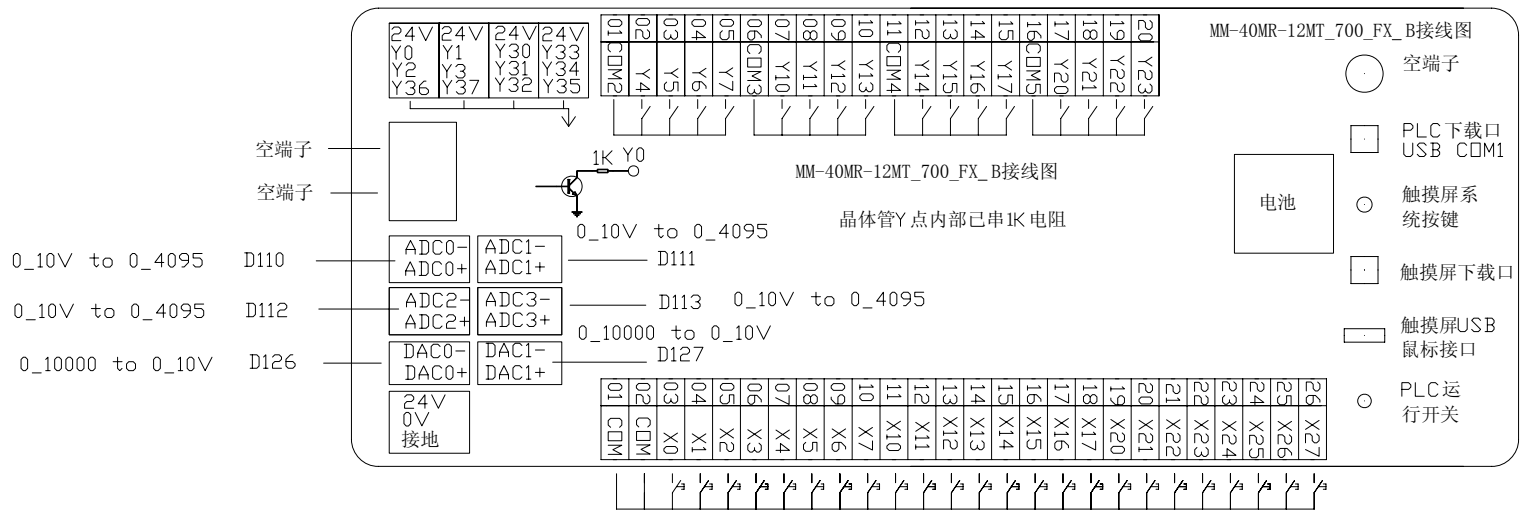 MM-40MR-12MT_700_FX_B接线图
24V 24V 24V 24V
Y0 Y1 Y30 Y33
Y2 Y3 Y31 Y34
Y36 Y37 Y32 Y35
01 02 03 04 05 06 07 08 09 10 11 12 13 14 15 16 17 18 19 20
COM2 Y4 Y5 Y6 Y7 COM3 Y10 Y11 Y12 Y13 COM4 Y14 Y15 Y16 Y17 COM5 Y20 Y21 Y22 Y23
空端子
空端子
1K Y0
MM-40MR-12MT_700_FX_B接线图
晶体管Y点内部已串1K电阻
电池
空端子
PLC下载口
USB COM1
触摸屏系
统按键
触摸屏下载口
触摸屏USB
鼠标接口
PLC运
行开关
0_10V to 0_4095
0_10V to 0_4095 D110
ADC0- ADC1-
ADC0+ ADC1+
D111
0_10V to 0_4095 D112
ADC2- ADC3-
ADC2+ ADC3+
D113 0_10V to 0_4095
0_10000 to 0_10V
0_10000 to 0_10V D126
DAC0- DAC1-
DAC0+ DAC1+
D127
24V
0V
接地
01 02 03 04 05 06 07 08 09 10 11 12 13 14 15 16 17 18 19 20 21 22 23 24 25 26
COM COM X0 X1 X2 X3 X4 X5 X6 X7 X10 X11 X12 X13 X14 X15 X16 X17 X20 X21 X22 X23 X24 X25 X26 X27